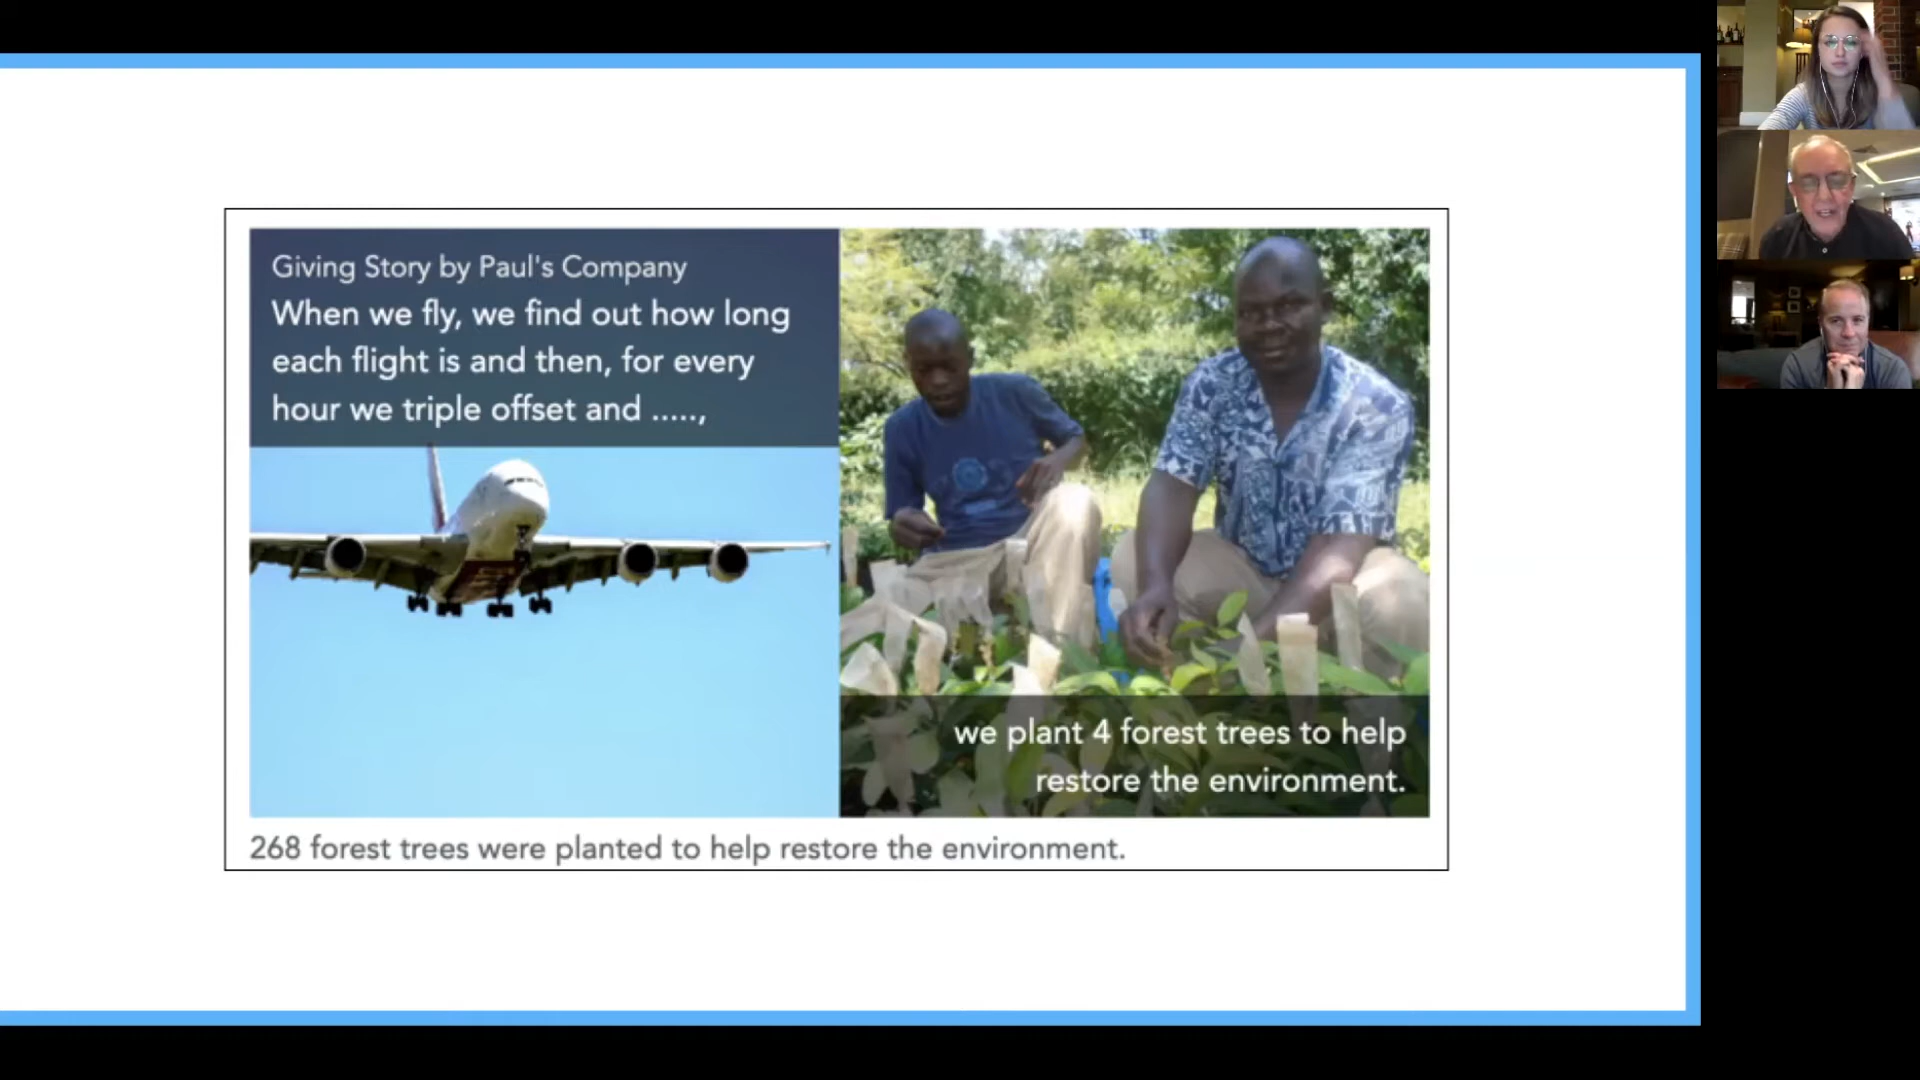 Giving Story by Paul's Company
When we fly, we find out how long
each flight is and then, for every
hour we triple offset and .....,
we plant 4 forest trees to help
restore the environment.
268 forest trees were planted to help restore the environment.